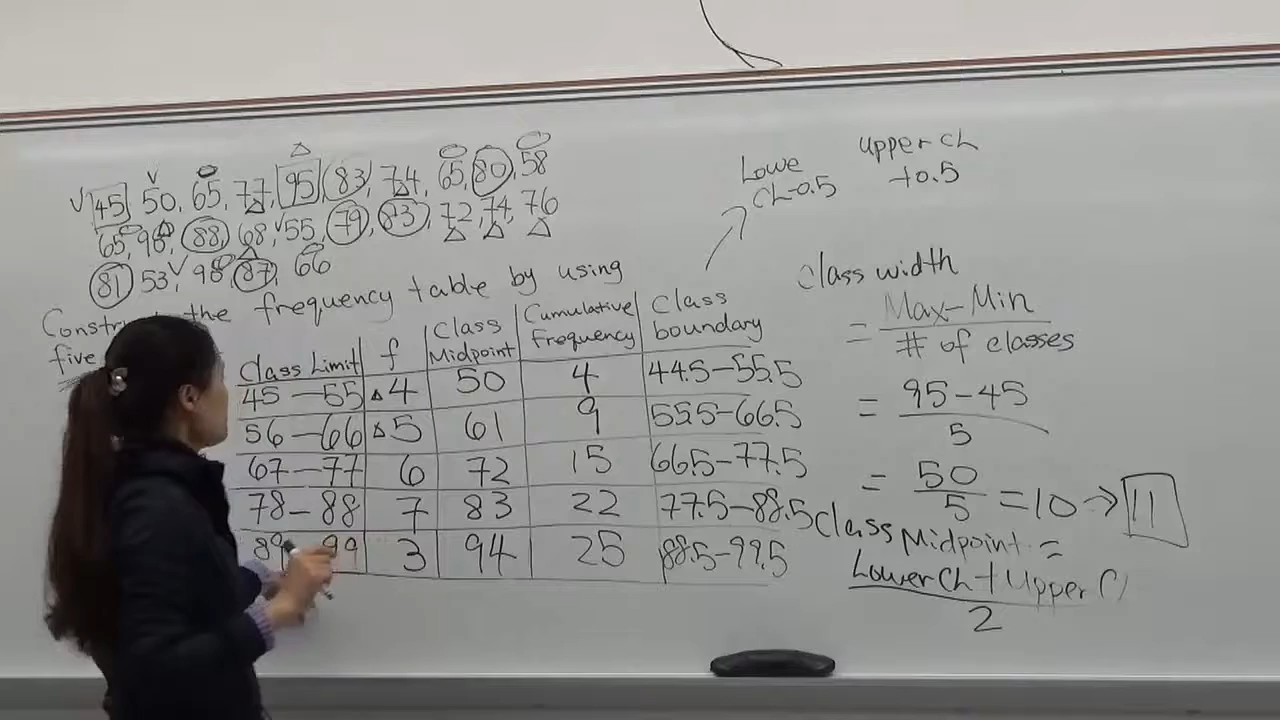 45, 50, 65, 77, 95, 83, 74, 65, 80, 58
65, 98, 88, 68, 55, 79, 83, 72, 74, 76
81, 53, 98, 87, 66
the frequency table by using
five
Class Limit f Class Midpoint Cumulative Frequency Class boundary
45 – 55 4 50 4 44.5–55.5
56 – 66 5 61 9 55.5–66.5
67 – 77 6 72 15 66.5–77.5
78 – 88 7 83 22 77.5–88.5
89 – 99 3 94 25 88.5–99.5
Lowe
CL-0.5
upper CL
+0.5
Class width
= Max–Min / # of classes
= 95–45 / 5
= 50 / 5 = 10 → 11
Class Midpoint =
Lower CL + Upper / 2